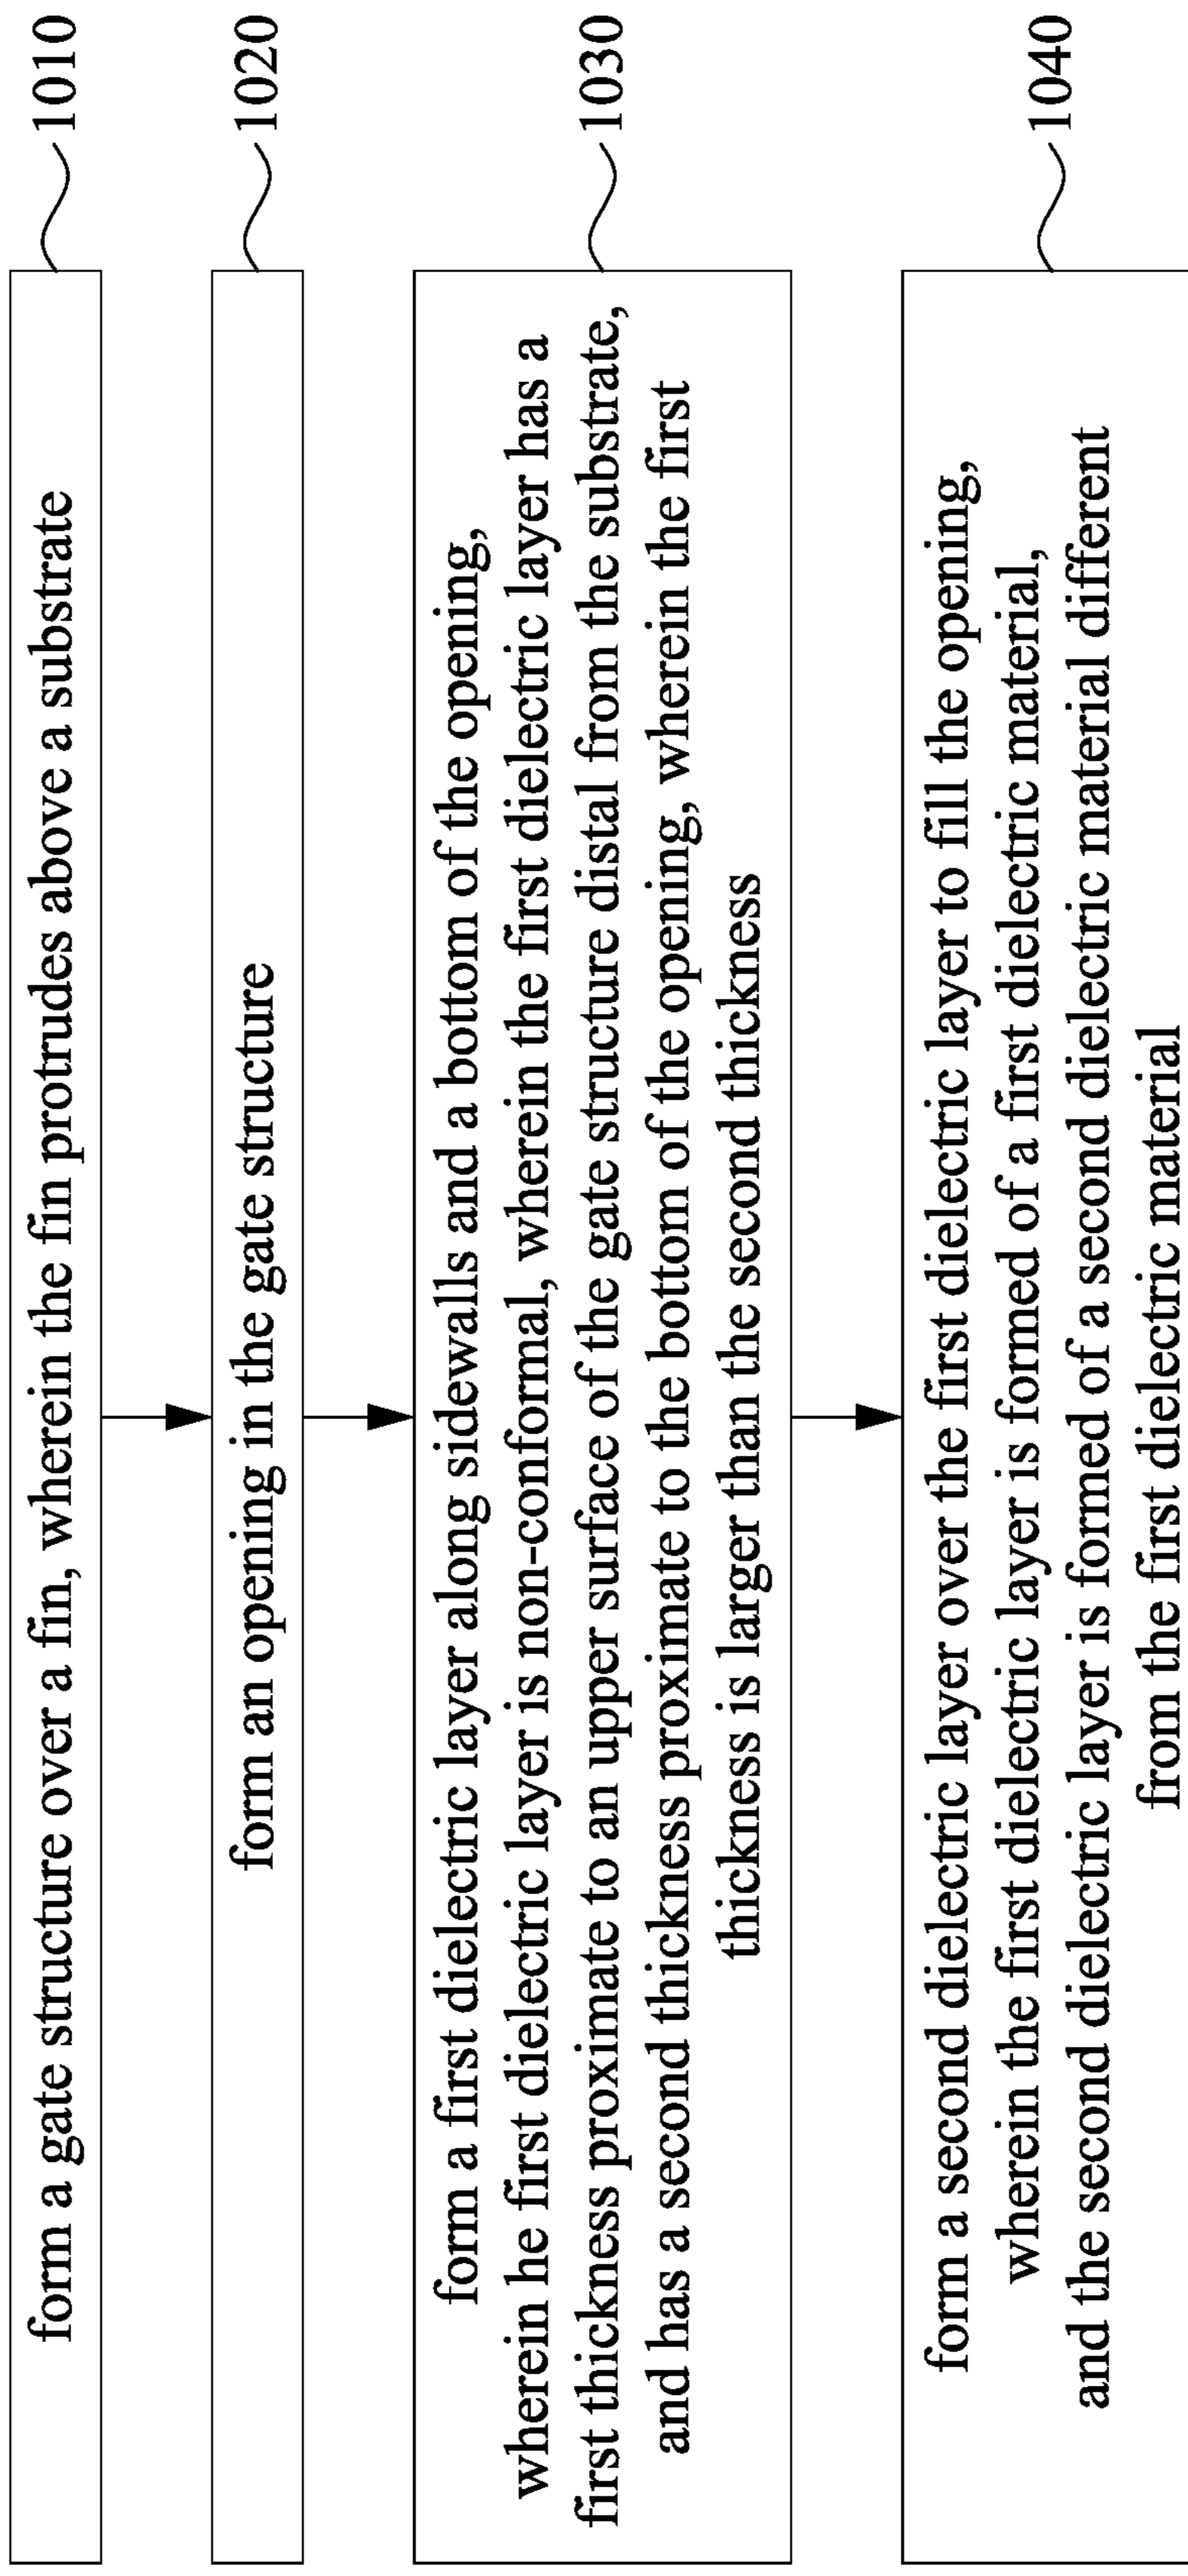 form a gate structure over a fin, wherein the fin protrudes above a substrate
1010
form an opening in the gate structure
1020
form a first dielectric layer along sidewalls and a bottom of the opening,
wherein he first dielectric layer is non-conformal, wherein the first dielectric layer has a
first thickness proximate to an upper surface of the gate structure distal from the substrate,
and has a second thickness proximate to the bottom of the opening, wherein the first
thickness is larger than the second thickness
1030
form a second dielectric layer over the first dielectric layer to fill the opening,
wherein the first dielectric layer is formed of a first dielectric material,
and the second dielectric layer is formed of a second dielectric material different
from the first dielectric material
1040